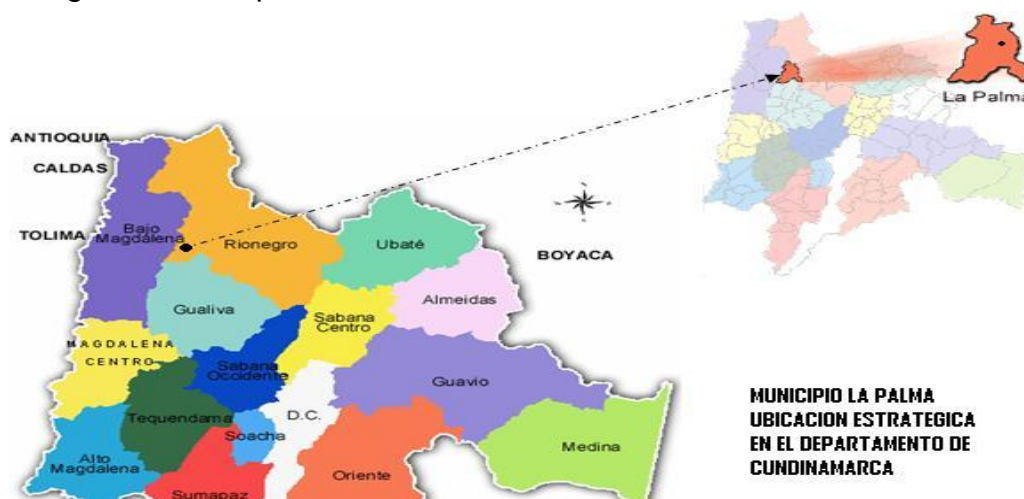 La Palma
ANTIOQUIA
CALDAS
TOLIMA
Bajo
Magdalena
Rionegro
Ubaté
BOYACA
Gualiva
Almeidas
Sabana
Centro
MAGDALENA
CENTRO
Sabana
Occidente
Guavio
Tequendama
D.C.
Soacha
Medina
Alto
Magdalena
Oriente
Sumapaz
MUNICIPIO LA PALMA
UBICACION ESTRATEGICA
EN EL DEPARTAMENTO DE
CUNDINAMARCA